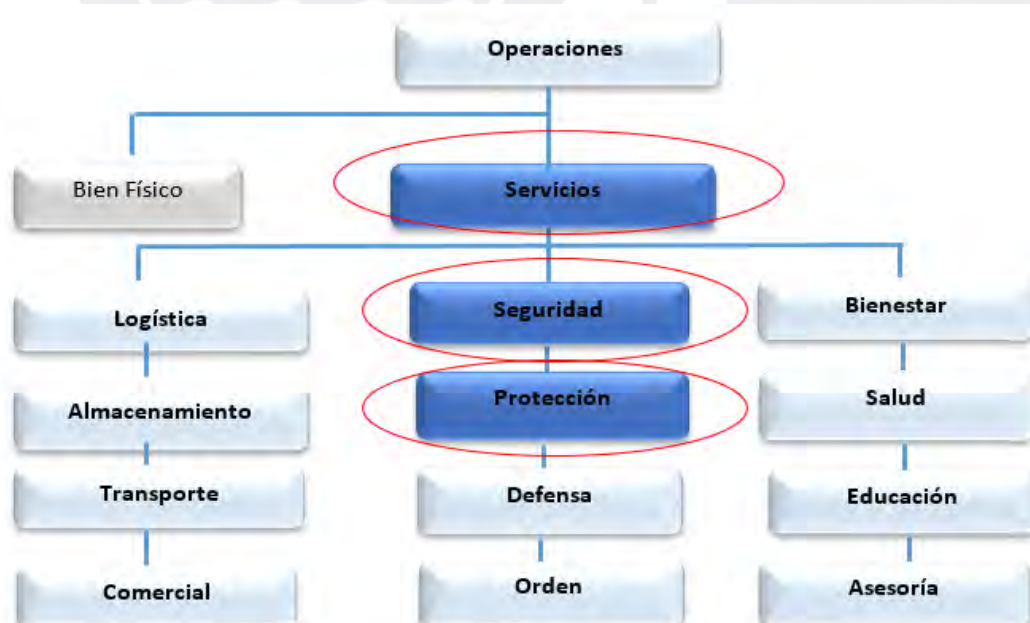 Operaciones
Bien Físico
Servicios
Logística
Seguridad
Bienestar
Almacenamiento
Protección
Salud
Transporte
Defensa
Educación
Comercial
Orden
Asesoría